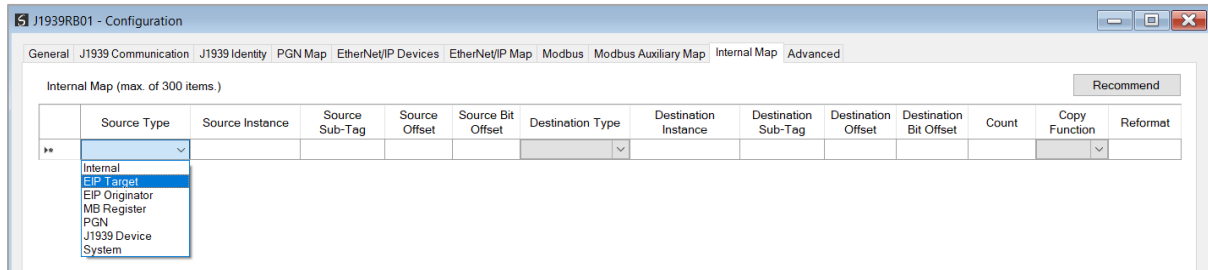 J1939RB01 - Configuration
General J1939 Communication J1939 Identity PGN Map EtherNet/IP Devices EtherNet/IP Map Modbus Modbus Auxiliary Map Internal Map Advanced
Internal Map (max. of 300 items.) Recommend
Source Type Source Instance Source Sub-Tag Source Offset Source Bit Offset Destination Type Destination Instance Destination Sub-Tag Destination Offset Destination Bit Offset Count Copy Function Reformat
Internal
EIP Target
EIP Originator
MB Register
PGN
J1939 Device
System